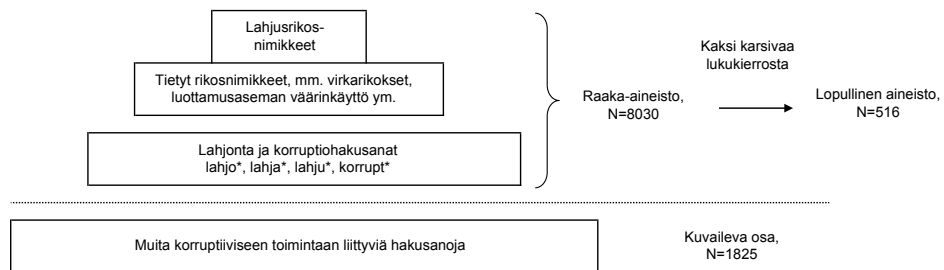 Lahjusrikos-
nimikkeet
Tietyt rikosnimikkeet, mm. virkarikokset,
luottamusaseman väärinkäyttö ym.
Lahjonta ja korruptiohakusanat
lahjo*, lahja*, lahju*, korrupt*
Raaka-aineisto,
N=8030
Kaksi karsivaa
lukukierrosta
Lopullinen aineisto,
N=516
Muita korruptiiviseen toimintaan liittyviä hakusanoja
Kuvaileva osa,
N=1825